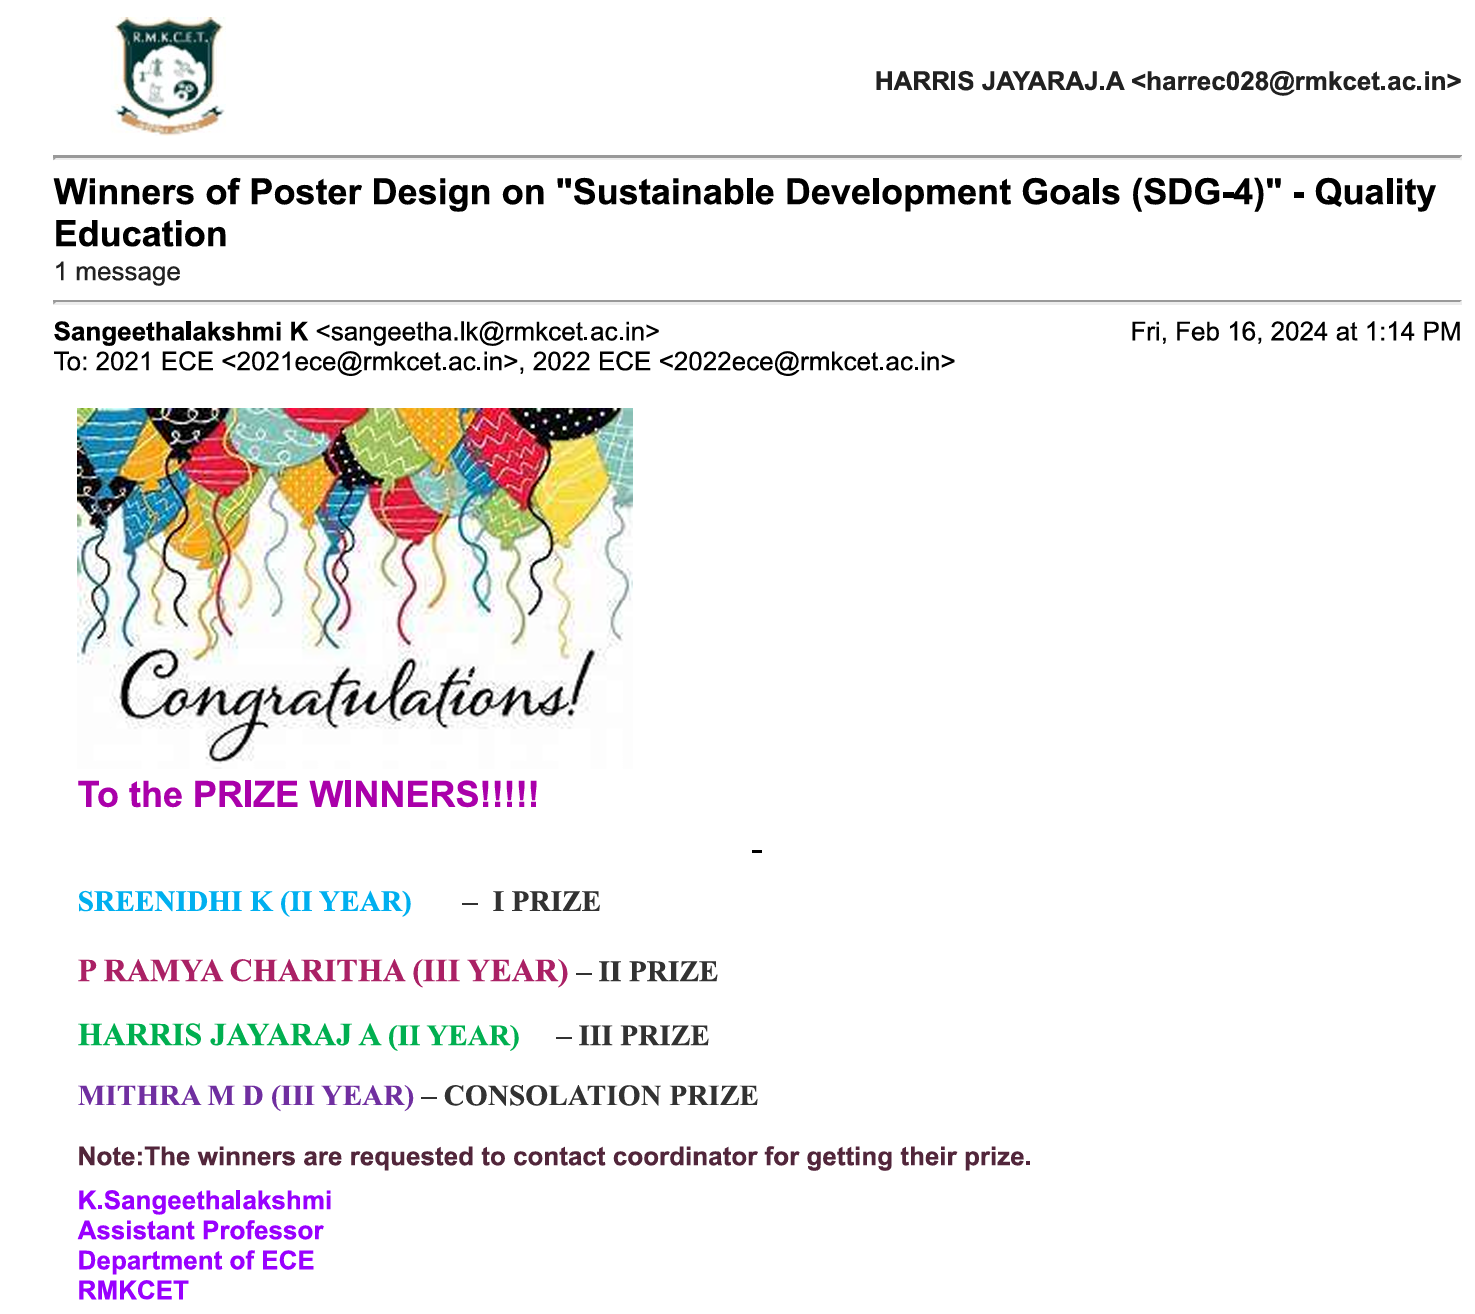 R.M.K.C.E.T.
HARRIS JAYARAJ.A <harrec028@rmkcet.ac.in>
Winners of Poster Design on "Sustainable Development Goals (SDG-4)" - Quality
Education
1 message
Sangeethalakshmi K <sangeetha.lk@rmkcet.ac.in> Fri, Feb 16, 2024 at 1:14 PM
To: 2021 ECE <2021ece@rmkcet.ac.in>, 2022 ECE <2022ece@rmkcet.ac.in>
Congratulations!
To the PRIZE WINNERS!!!!!
-
SREENIDHI K (II YEAR) – I PRIZE
P RAMYA CHARITHA (III YEAR) – II PRIZE
HARRIS JAYARAJ A (II YEAR) – III PRIZE
MITHRA M D (III YEAR) – CONSOLATION PRIZE
Note:The winners are requested to contact coordinator for getting their prize.
K.Sangeethalakshmi
Assistant Professor
Department of ECE
RMKCET